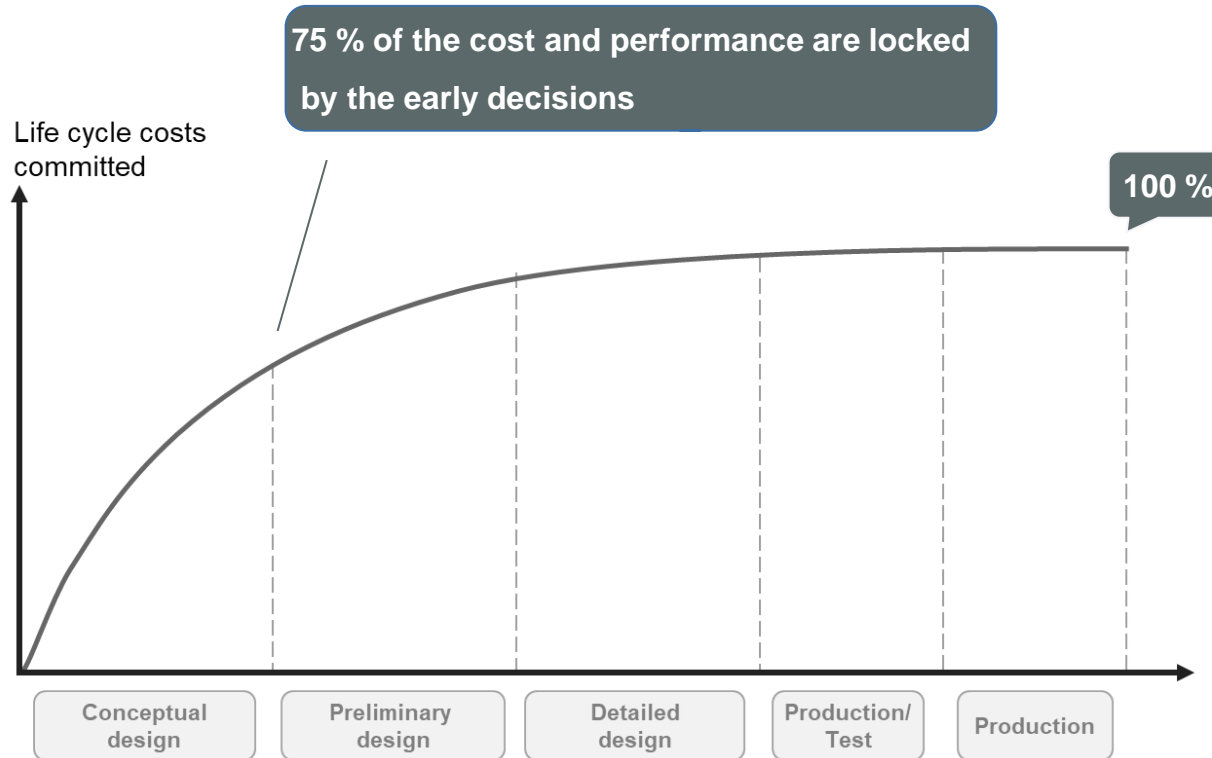 75 % of the cost and performance are locked
by the early decisions
Life cycle costs
committed
100 %
Conceptual
design
Preliminary
design
Detailed
design
Production/
Test
Production